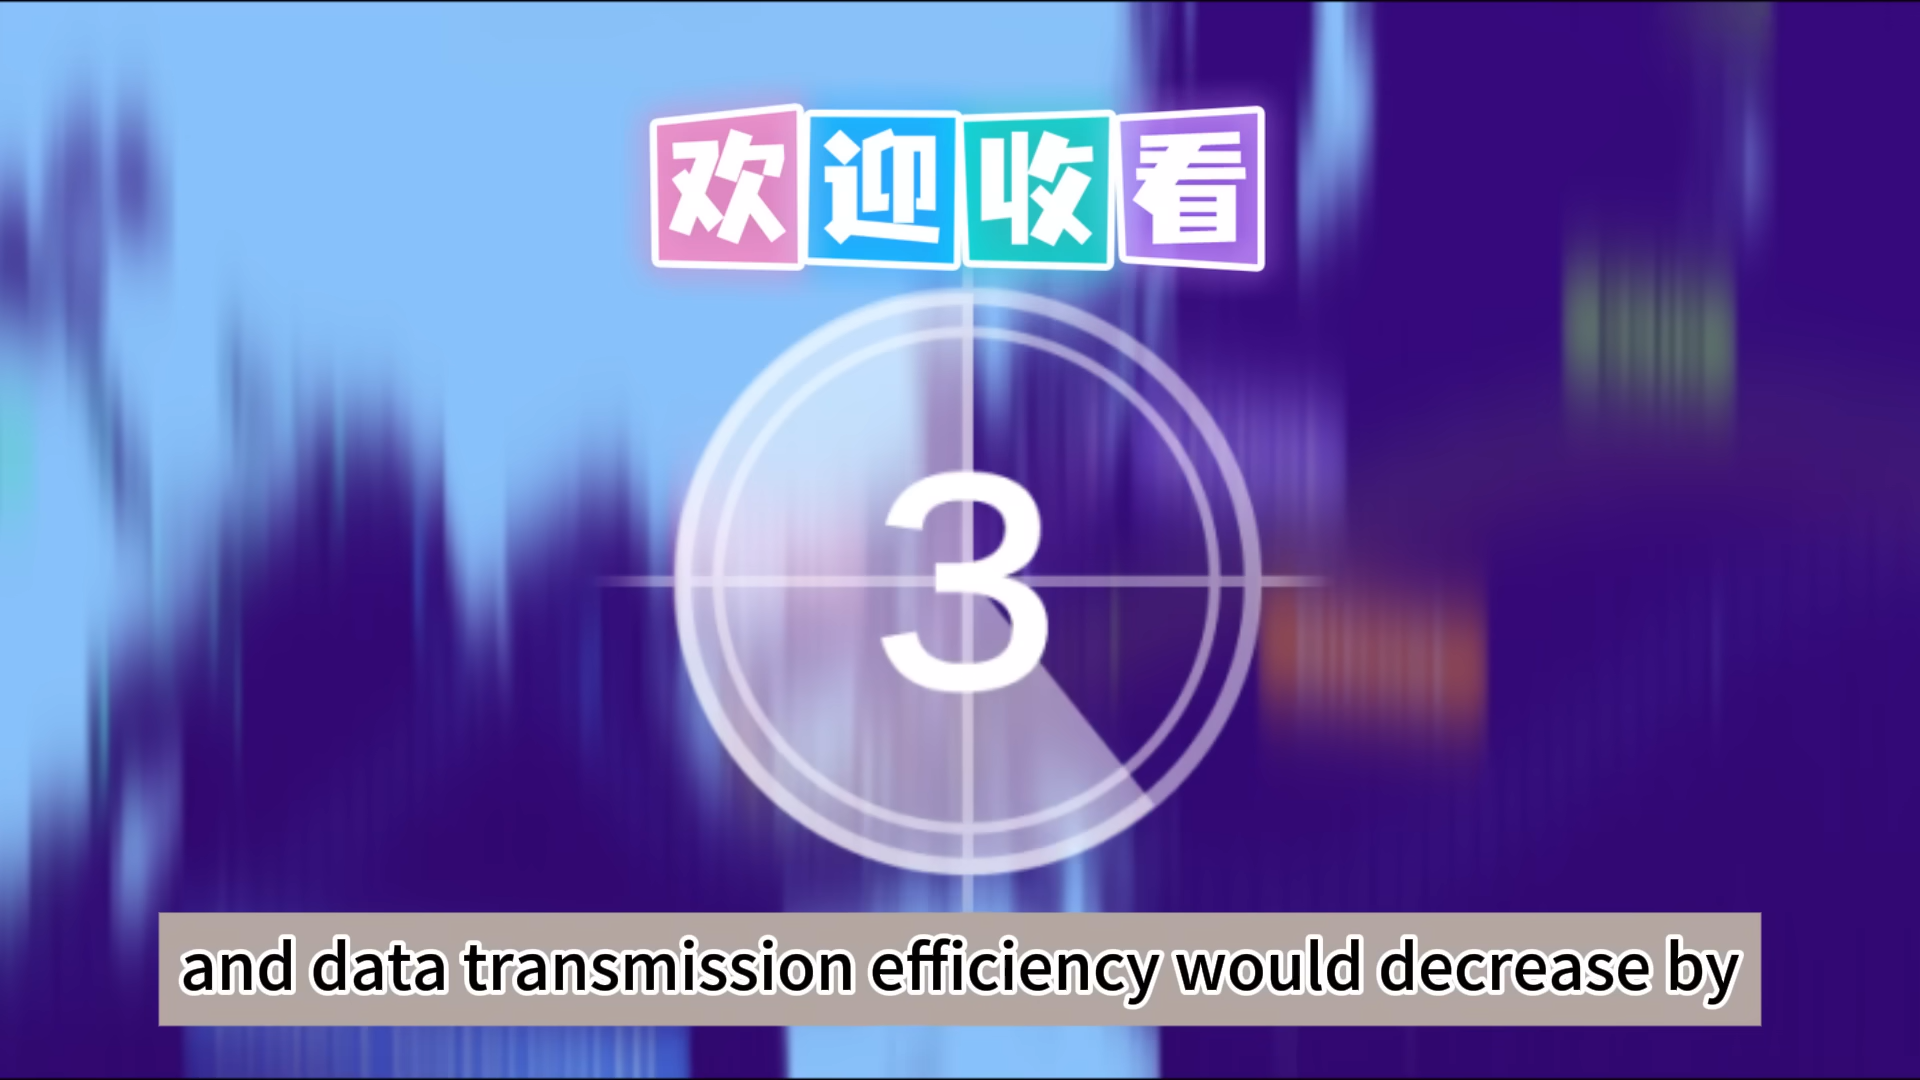 欢迎收看
3
and data transmission efficiency would decrease by